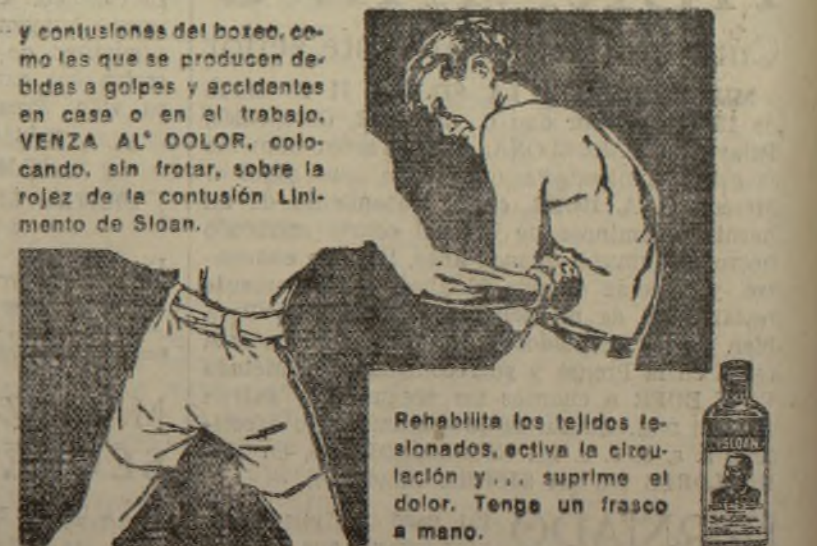 y contusiones del boxeo, co-
mo las que se producen de-
bidas a golpes y accidentes
en casa o en el trabajo.
VENZA AL DOLOR, colo-
cando, sin frotar, sobre la
rojez de la contusión Lini-
mento de Sloan.
Rehabilita los tejidos le-
sionados, activa la circu-
lación y... suprime el
dolor. Tenga un frasco
a mano.
SLOAN